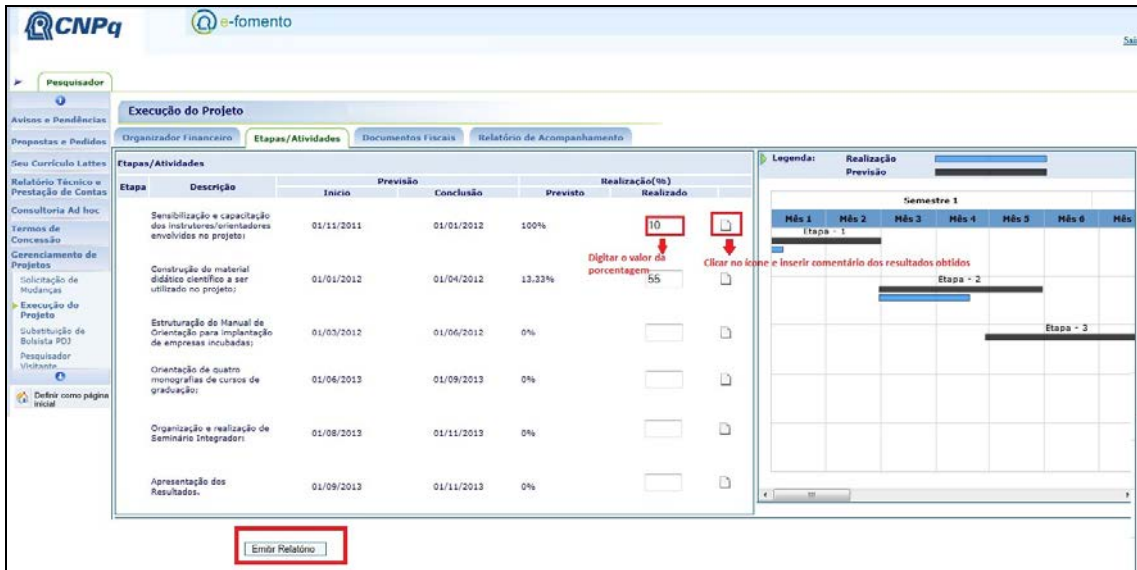 CNPq
e-fomento
Sair
Pesquisador
Avisos e Pendências
Propostas e Pedidos
Seu Currículo Lattes
Relatório Técnico e
Prestação de Contas
Consultoria Ad hoc
Termos de
Concessão
Gerenciamento de
Projetos
Solicitação de
Mudanças
Execução do
Projeto
Substituição de
Bolsista PDJ
Pesquisador
Visitante
Definir como página
inicial
Execução do Projeto
Organizador Financeiro
Etapas/Atividades
Documentos Fiscais
Relatório de Acompanhamento
Etapas/Atividades
Etapa Descrição Previsão Realização(%)
Início Conclusão Previsto Realizado
Sensibilização e capacitação
dos instrutores/orientadores
envolvidos no projeto;
01/11/2011 01/01/2012 100% 10
Digitar o valor da
porcentagem
Clicar no ícone e inserir comentário dos resultados obtidos
Construção do material
didático científico a ser
utilizado no projeto;
01/01/2012 01/04/2012 13.33% 55
Estruturação do Manual de
Orientação para implantação
de empresas incubadas;
01/03/2012 01/06/2012 0%
Orientação de quatro
monografias de cursos de
graduação;
01/06/2013 01/09/2013 0%
Organização e realização de
Seminário Integrador;
01/08/2013 01/11/2013 0%
Apresentação dos
Resultados.
01/09/2013 01/11/2013 0%
Legenda: Realização
Previsão
Semestre 1
Mês 1 Mês 2 Mês 3 Mês 4 Mês 5 Mês 6 Mês
Etapa - 1
Etapa - 2
Etapa - 3
Emitir Relatório